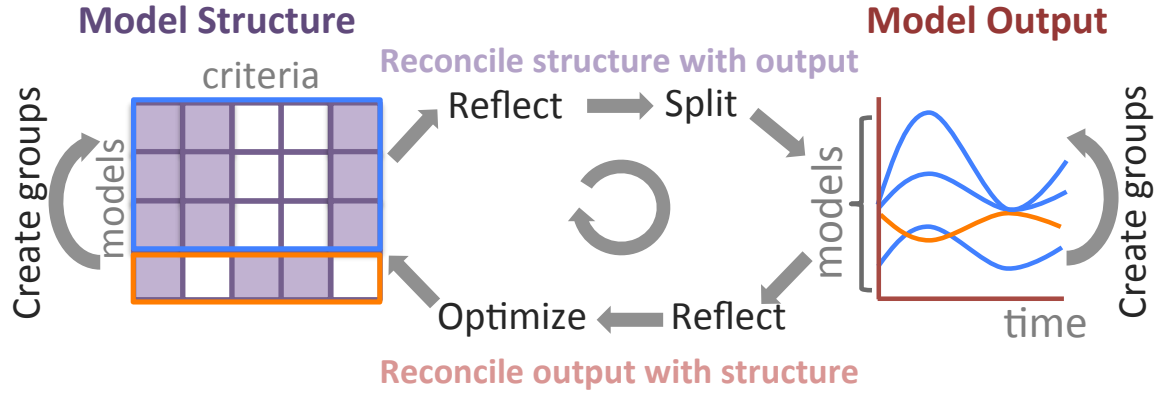 Model Structure
Model Output
Reconcile structure with output
criteria
Reflect
Split
Create groups
models
models
Create groups
Optimize
Reflect
time
Reconcile output with structure